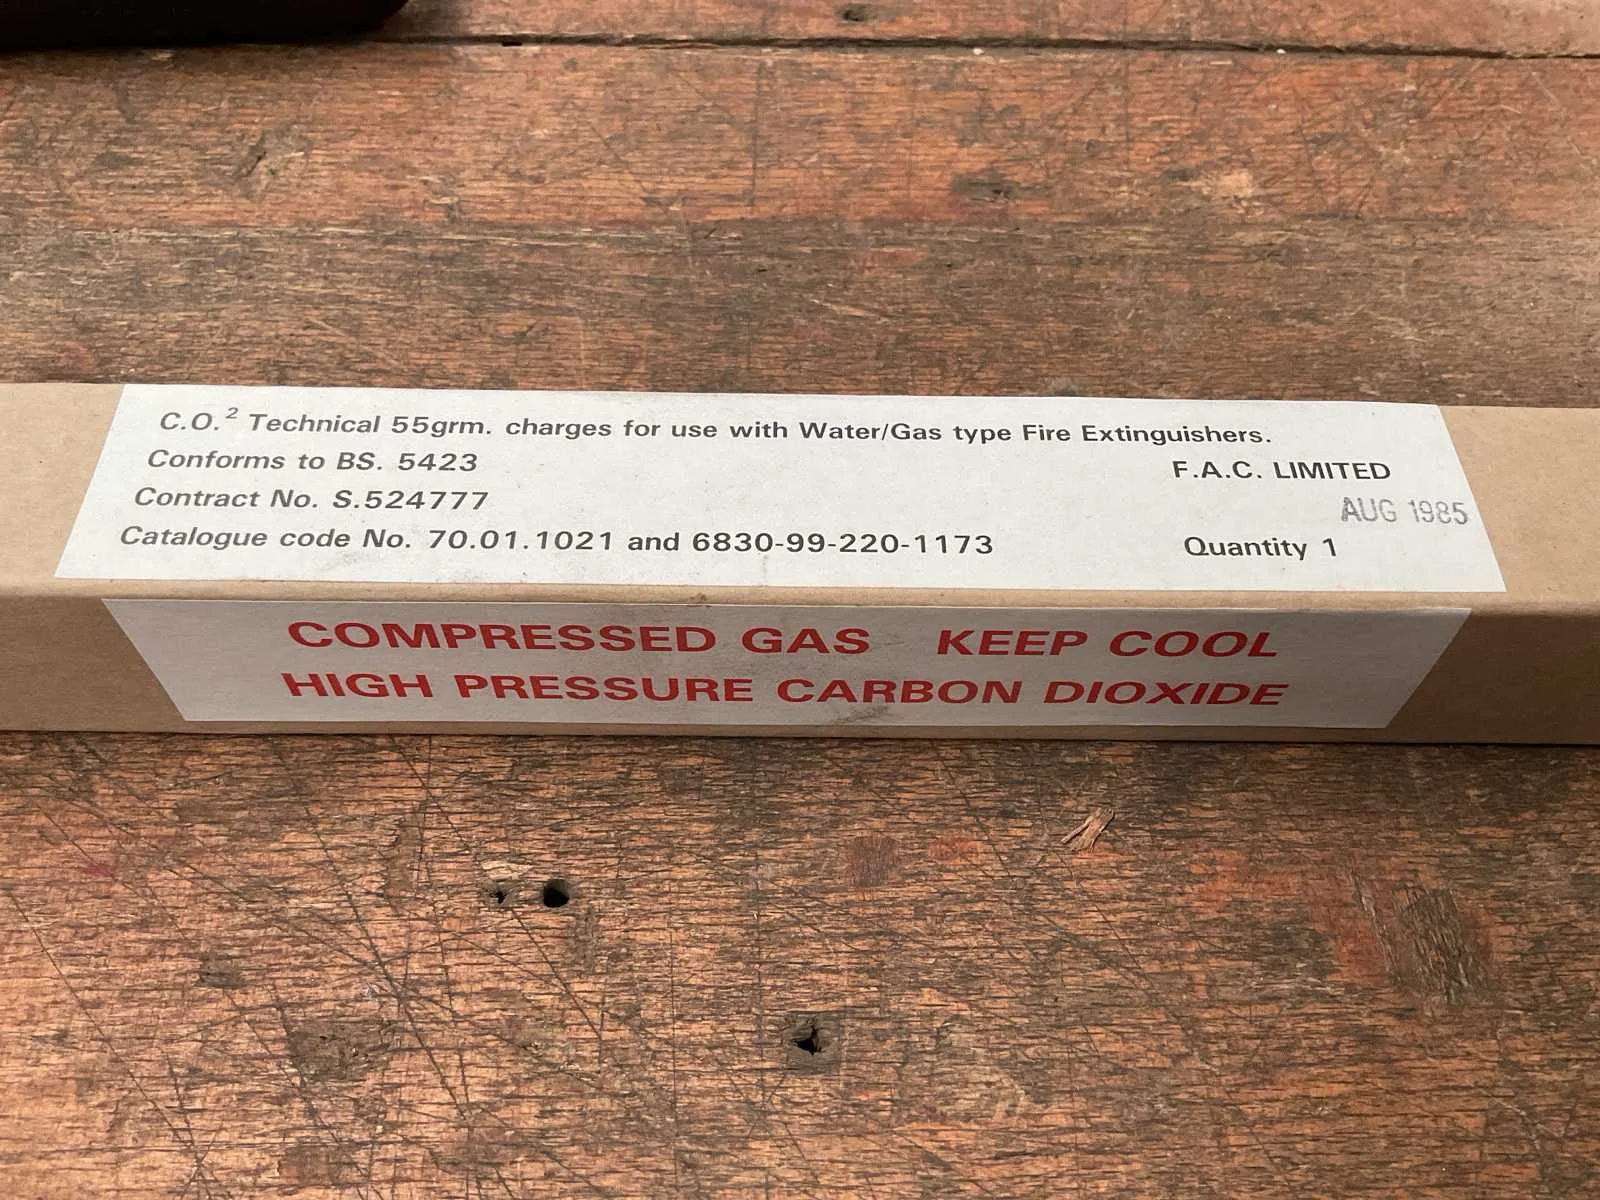 C.O.² Technical 55grm. charges for use with Water/Gas type Fire Extinguishers.
Conforms to BS. 5423
F.A.C. LIMITED
Contract No. S.524777
AUG 1985
Catalogue code No. 70.01.1021 and 6830-99-220-1173
Quantity 1
COMPRESSED GAS KEEP COOL
HIGH PRESSURE CARBON DIOXIDE